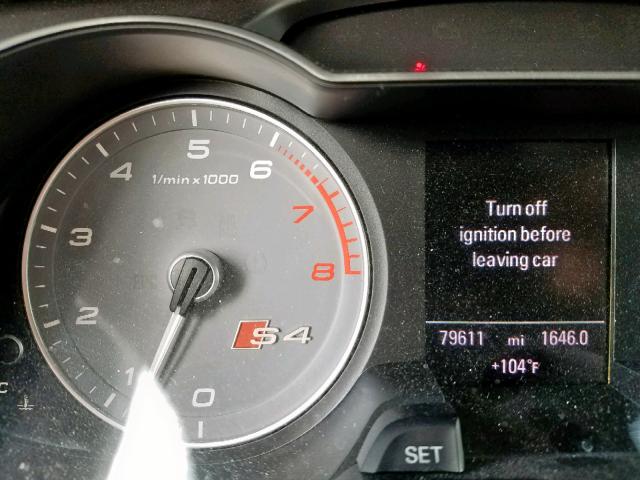 5
4
6
1/min x 1000
3
7
8
2
S4
1
0
C
Turn off
ignition before
leaving car
79611 mi 1646.0
+104°F
SET